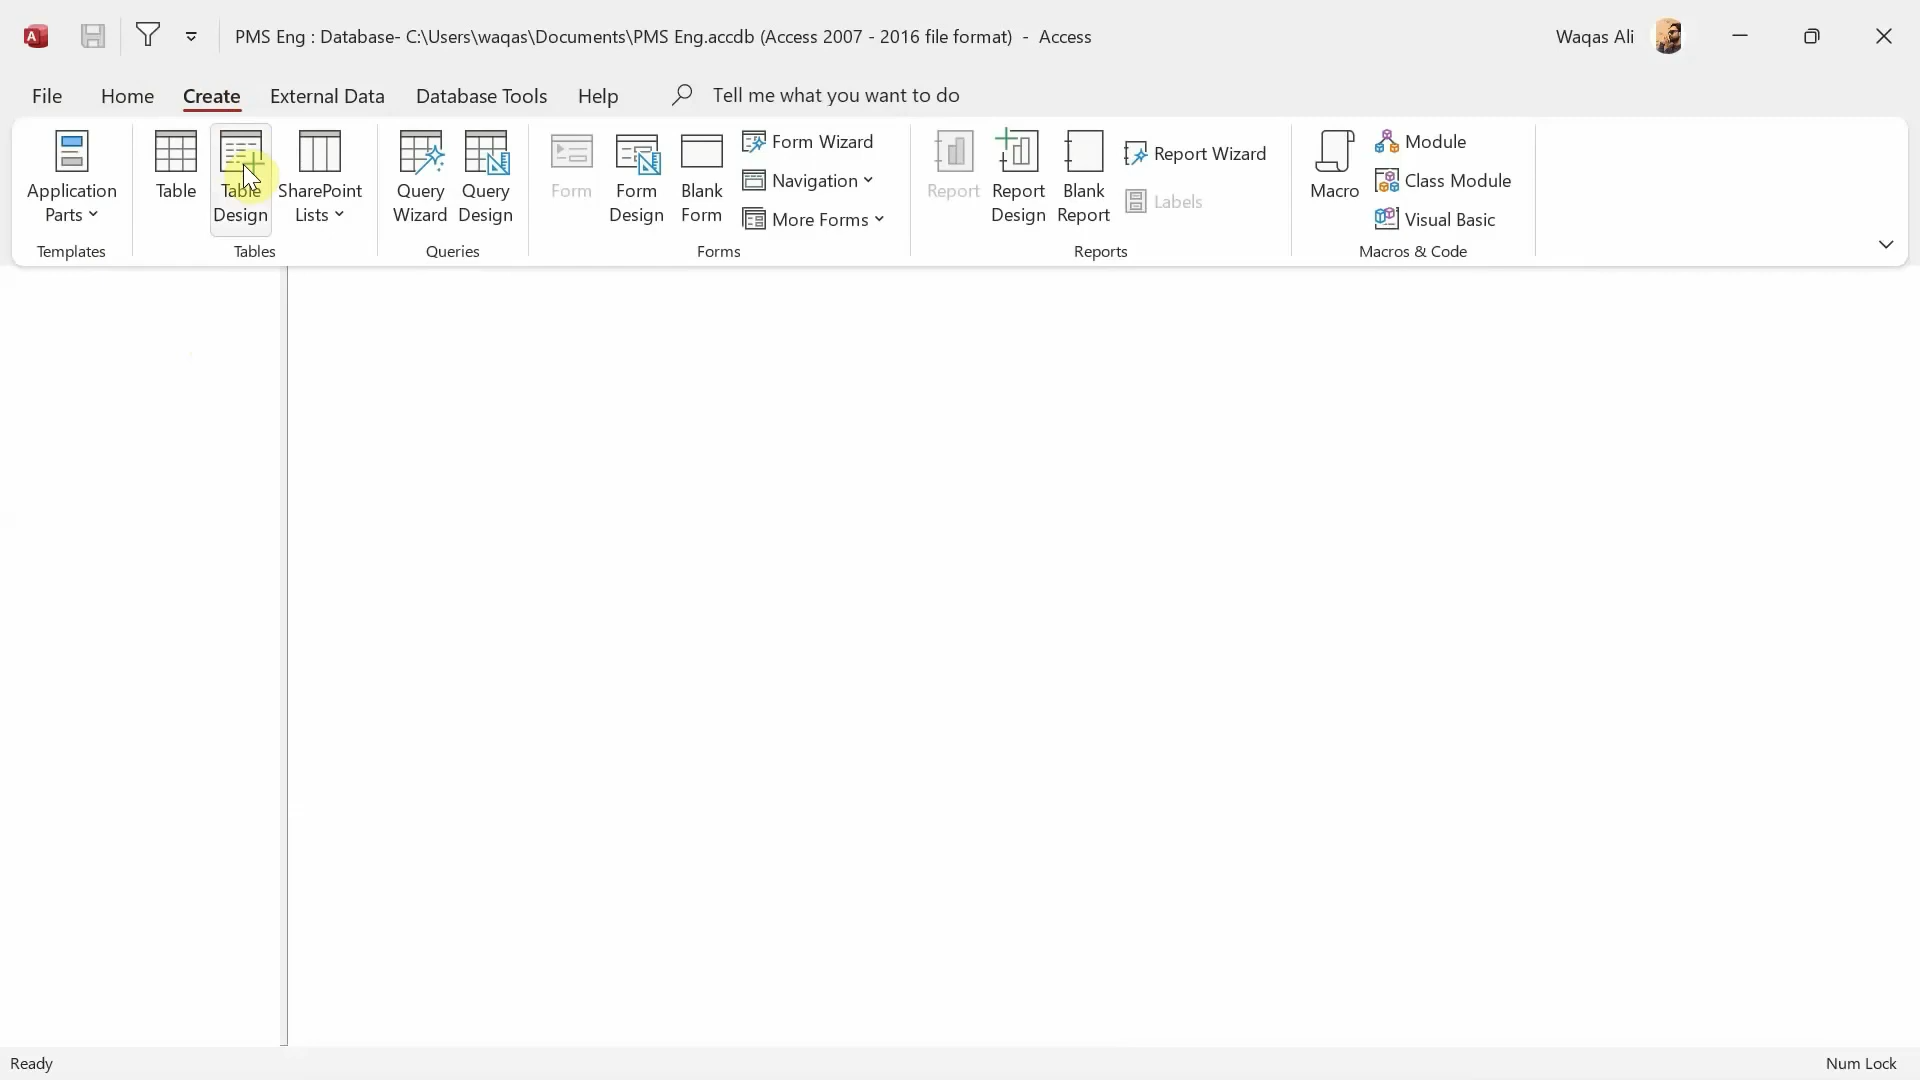 PMS Eng : Database- C:\Users\waqas\Documents\PMS Eng.accdb (Access 2007 - 2016 file format) - Access
Waqas Ali
File Home Create External Data Database Tools Help Tell me what you want to do
Application Parts
Templates
Table
Table Design
SharePoint Lists
Tables
Query Wizard
Query Design
Queries
Form
Form Design
Blank Form
Form Wizard
Navigation
More Forms
Forms
Report
Report Design
Blank Report
Report Wizard
Labels
Reports
Macro
Module
Class Module
Visual Basic
Macros & Code
Ready
Num Lock